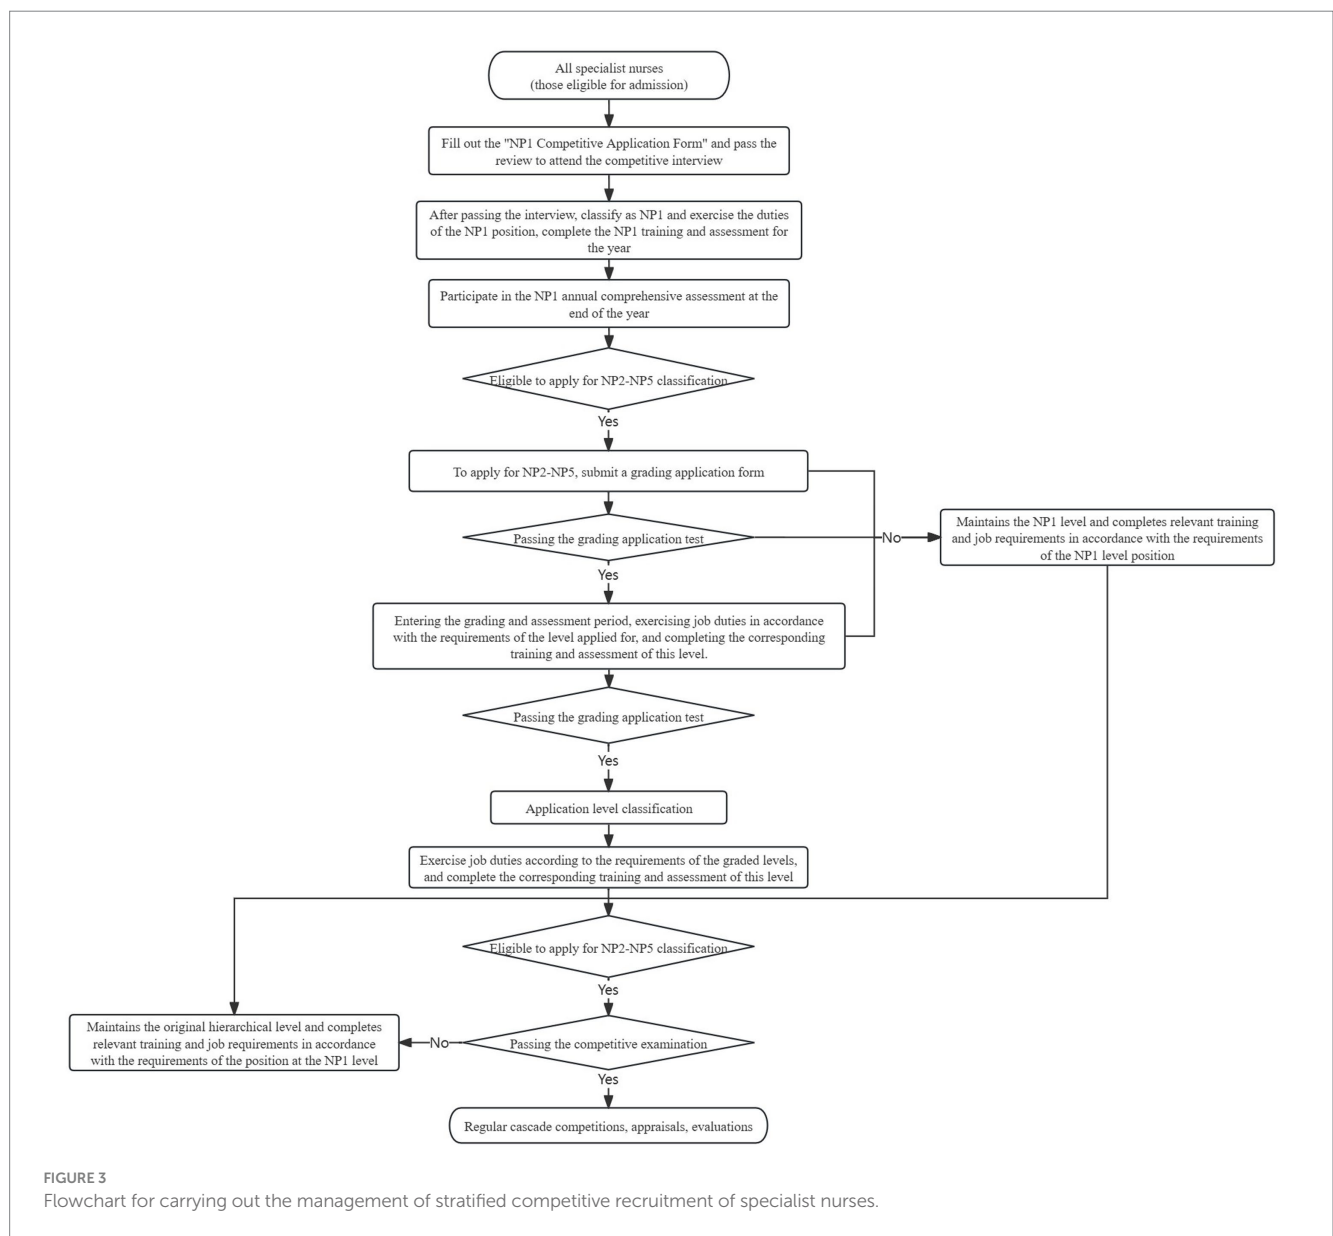 All specialist nurses
(those eligible for admission)
Fill out the "NP1 Competitive Application Form" and pass the
review to attend the competitive interview
After passing the interview, classify as NP1 and exercise the duties
of the NP1 position, complete the NP1 training and assessment for
the year
Participate in the NP1 annual comprehensive assessment at the
end of the year
Eligible to apply for NP2-NP5 classification
Yes
To apply for NP2-NP5, submit a grading application form
Passing the grading application test
No
Maintains the NP1 level and completes relevant training
and job requirements in accordance with the requirements
of the NP1 level position
Yes
Entering the grading and assessment period, exercising job duties in accordance
with the requirements of the level applied for, and completing the corresponding
training and assessment of this level.
Passing the grading application test
Yes
Application level classification
Exercise job duties according to the requirements of the graded levels,
and complete the corresponding training and assessment of this level
Eligible to apply for NP2-NP5 classification
Yes
Maintains the original hierarchical level and completes
relevant training and job requirements in accordance
with the requirements of the position at the NP1 level
No
Passing the competitive examination
Yes
Regular cascade competitions, appraisals, evaluations
FIGURE 3
Flowchart for carrying out the management of stratified competitive recruitment of specialist nurses.